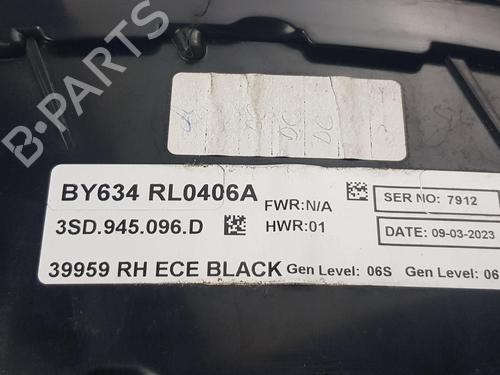 B-PARTS
BY634 RL0406A
FWR:N/A
SER NO: 7912
3SD.945.096.D
HWR:01
DATE: 09-03-2023
39959 RH ECE BLACK Gen Level: 06S Gen Level: 06